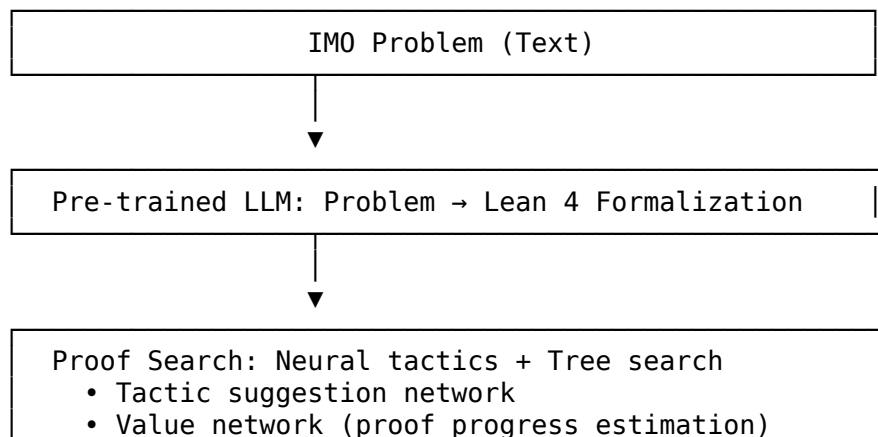 IMO Problem (Text)
Pre-trained LLM: Problem → Lean 4 Formalization
Proof Search: Neural tactics + Tree search
• Tactic suggestion network
• Value network (proof progress estimation)